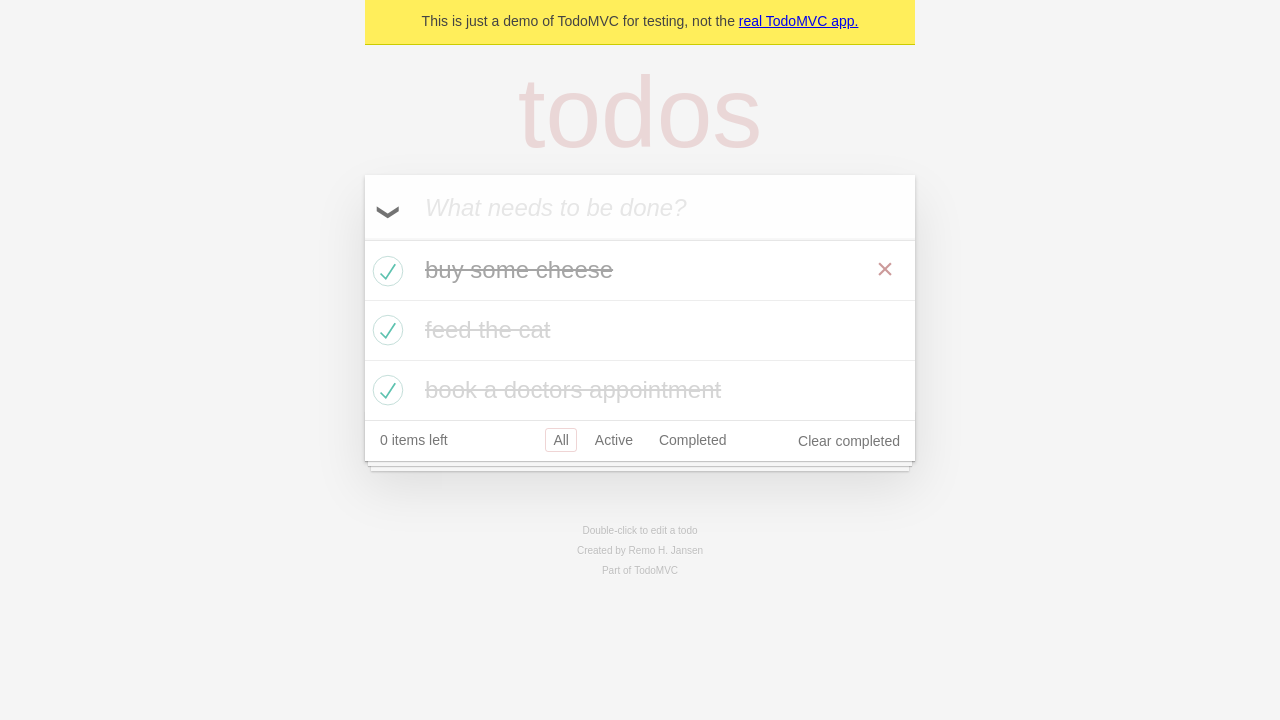 This is just a demo of TodoMVC for testing, not the real TodoMVC app.
todos
What needs to be done?
buy some cheese
feed the cat
book a doctors appointment
0 items left All Active Completed Clear completed
Double-click to edit a todo
Created by Remo H. Jansen
Part of TodoMVC